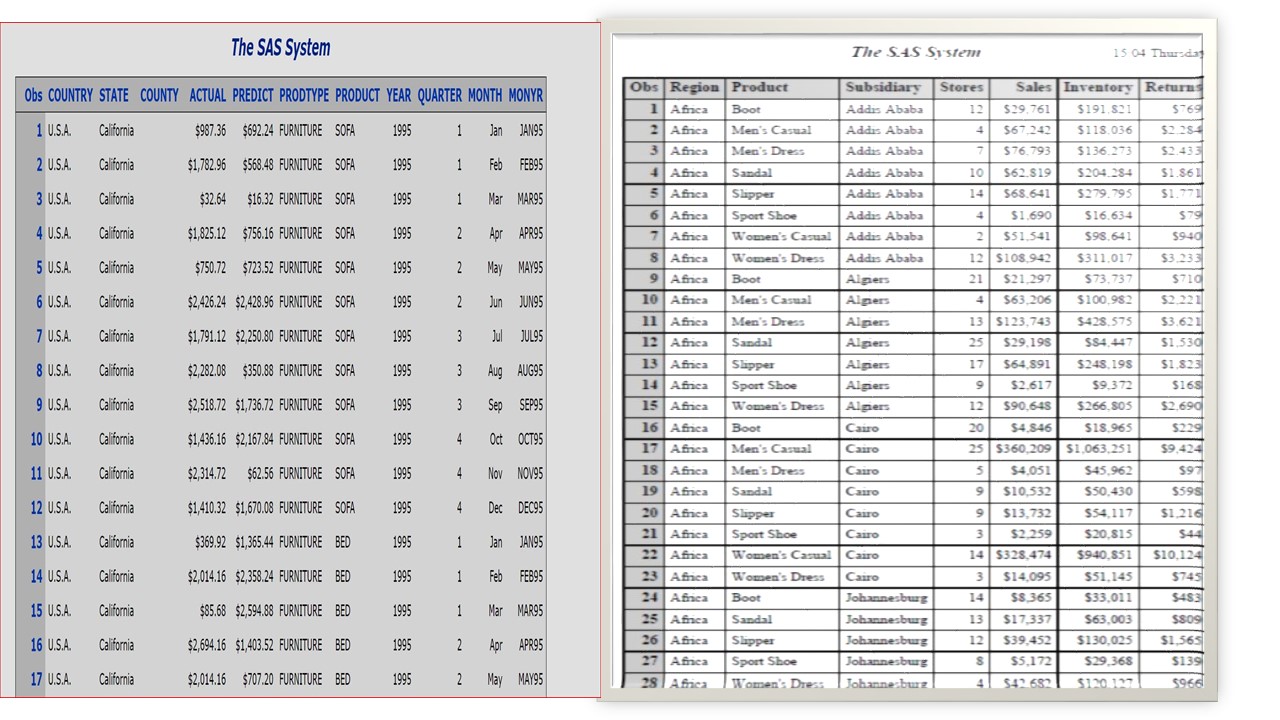 The SAS System
Obs COUNTRY STATE COUNTY ACTUAL PREDICT PRODTYPE PRODUCT YEAR QUARTER MONTH MONYR
1 U.S.A. California $987.36 $692.24 FURNITURE SOFA 1995 1 Jan JAN95
2 U.S.A. California $1,782.96 $568.48 FURNITURE SOFA 1995 1 Feb FEB95
3 U.S.A. California $32.64 $16.32 FURNITURE SOFA 1995 1 Mar MAR95
4 U.S.A. California $1,825.12 $756.16 FURNITURE SOFA 1995 2 Apr APR95
5 U.S.A. California $750.72 $723.52 FURNITURE SOFA 1995 2 May MAY95
6 U.S.A. California $2,426.24 $2,428.96 FURNITURE SOFA 1995 2 Jun JUN95
7 U.S.A. California $1,791.12 $2,250.80 FURNITURE SOFA 1995 3 Jul JUL95
8 U.S.A. California $2,282.08 $350.88 FURNITURE SOFA 1995 3 Aug AUG95
9 U.S.A. California $2,518.72 $1,736.72 FURNITURE SOFA 1995 3 Sep SEP95
10 U.S.A. California $1,436.16 $2,167.84 FURNITURE SOFA 1995 4 Oct OCT95
11 U.S.A. California $2,314.72 $62.56 FURNITURE SOFA 1995 4 Nov NOV95
12 U.S.A. California $1,410.32 $1,670.08 FURNITURE SOFA 1995 4 Dec DEC95
13 U.S.A. California $369.92 $1,365.44 FURNITURE BED 1995 1 Jan JAN95
14 U.S.A. California $2,014.16 $2,358.24 FURNITURE BED 1995 1 Feb FEB95
15 U.S.A. California $85.68 $2,594.88 FURNITURE BED 1995 1 Mar MAR95
16 U.S.A. California $2,694.16 $1,403.52 FURNITURE BED 1995 2 Apr APR95
17 U.S.A. California $2,014.16 $707.20 FURNITURE BED 1995 2 May MAY95
The SAS System 15 04 Thursday
Obs Region Product Subsidiary Stores Sales Inventory Returns
1 Africa Boot Addis Ababa 12 $29,761 $191,821 $769
2 Africa Men's Casual Addis Ababa 4 $67,242 $118,036 $2,284
3 Africa Men's Dress Addis Ababa 7 $76,793 $136,273 $2,433
4 Africa Sandal Addis Ababa 10 $62,819 $204,284 $1,861
5 Africa Slipper Addis Ababa 14 $68,641 $279,795 $1,771
6 Africa Sport Shoe Addis Ababa 4 $1,690 $16,634 $79
7 Africa Women's Casual Addis Ababa 2 $51,541 $98,641 $940
8 Africa Women's Dress Addis Ababa 12 $108,942 $311,017 $3,233
9 Africa Boot Algiers 21 $21,297 $73,737 $710
10 Africa Men's Casual Algiers 4 $63,206 $100,982 $2,221
11 Africa Men's Dress Algiers 13 $123,743 $428,575 $3,621
12 Africa Sandal Algiers 25 $29,198 $84,447 $1,530
13 Africa Slipper Algiers 17 $64,891 $248,198 $1,823
14 Africa Sport Shoe Algiers 9 $2,617 $9,372 $168
15 Africa Women's Dress Algiers 12 $90,648 $266,805 $2,690
16 Africa Boot Cairo 20 $4,846 $18,965 $229
17 Africa Men's Casual Cairo 25 $360,209 $1,063,251 $9,424
18 Africa Men's Dress Cairo 5 $4,051 $45,962 $97
19 Africa Sandal Cairo 9 $10,532 $50,430 $598
20 Africa Slipper Cairo 9 $13,732 $54,117 $1,216
21 Africa Sport Shoe Cairo 3 $2,259 $20,815 $44
22 Africa Women's Casual Cairo 14 $328,474 $940,851 $10,124
23 Africa Women's Dress Cairo 3 $14,095 $51,145 $745
24 Africa Boot Johannesburg 14 $8,365 $33,011 $483
25 Africa Sandal Johannesburg 13 $17,337 $63,003 $809
26 Africa Slipper Johannesburg 12 $39,452 $130,025 $1,565
27 Africa Sport Shoe Johannesburg 8 $5,172 $29,368 $139
28 Africa Women's Dress Johannesburg 4 $42,682 $120,127 $966